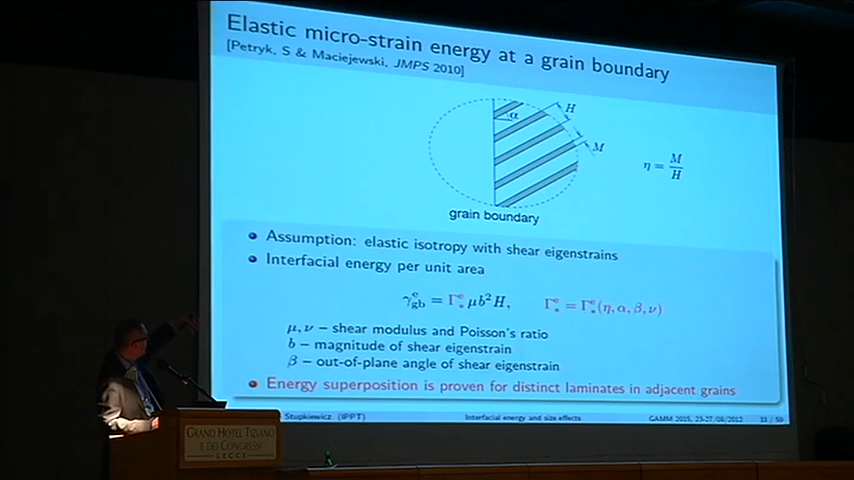 Elastic micro-strain energy at a grain boundary
[Petryk, S & Maciejewski, JMPS 2010]
H
α
M
η = M/H
grain boundary
Assumption: elastic isotropy with shear eigenstrains
Interfacial energy per unit area
γ^e_gb = Γ^e_* μb²H, Γ^e_* = Γ^e_*(η, α, β, ν)
μ, ν – shear modulus and Poisson's ratio
b – magnitude of shear eigenstrain
β – out-of-plane angle of shear eigenstrain
Energy superposition is proven for distinct laminates in adjacent grains
Stupkiewicz (IPPT) Interfacial energy and size effects GAMM 2015, 23-27/08/2012 / 59
GRAND HOTEL TIZIANO
E DEI CONGRESSI
LECCE